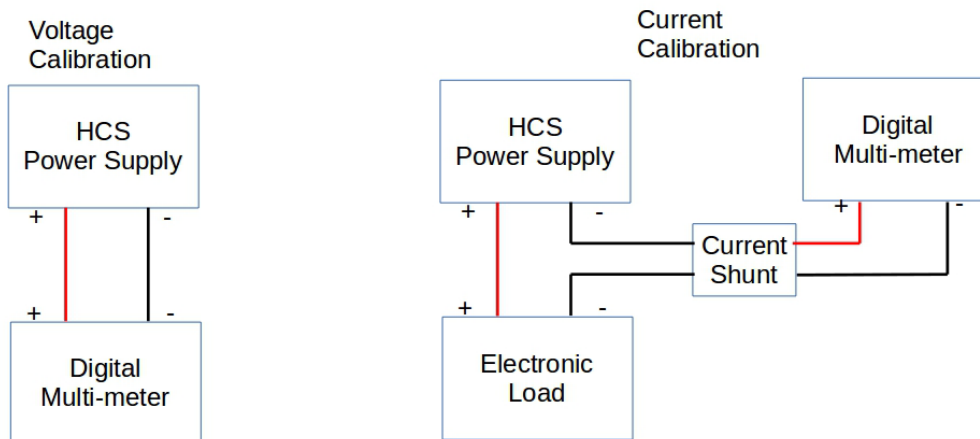 Voltage
Calibration
HCS
Power Supply
+
-
+
-
Digital
Multi-meter
Current
Calibration
HCS
Power Supply
Digital
Multi-meter
+
-
+
-
Current
Shunt
+
-
Electronic
Load